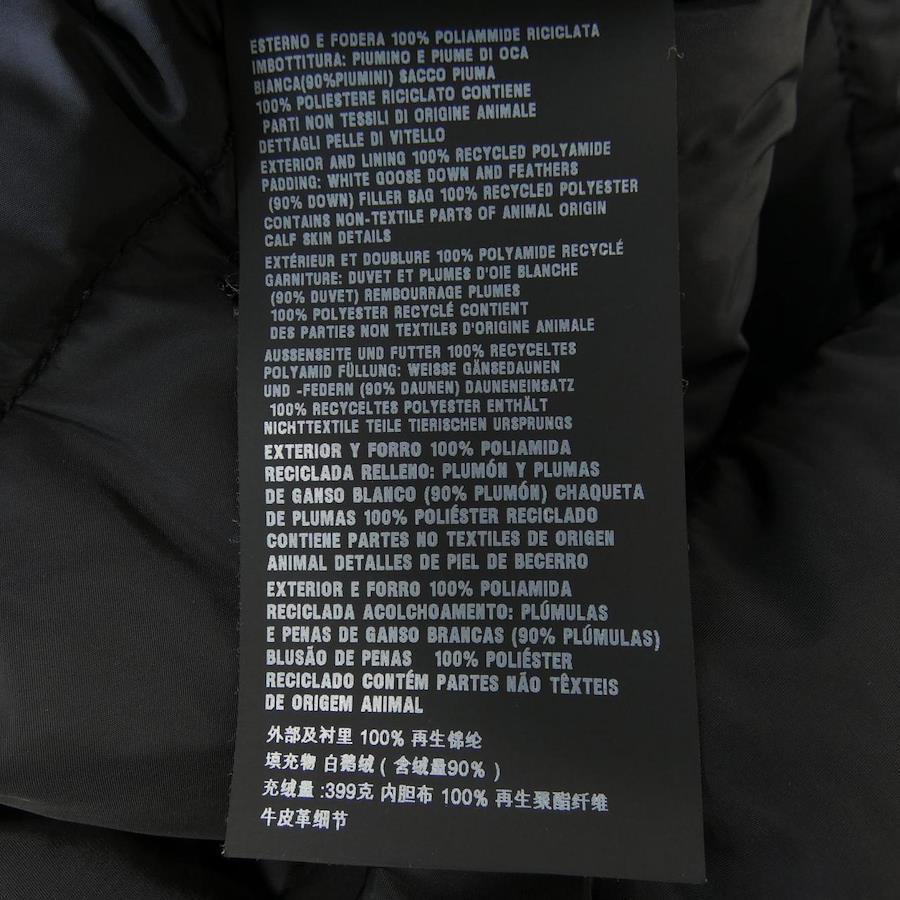 ESTERNO E FODERA 100% POLIAMMIDE RICICLATA
IMBOTTITURA: PIUMINO E PIUME DI OCA
BIANCA(90%PIUMINI) SACCO PIUMA
100% POLIESTERE RICICLATO CONTIENE
PARTI NON TESSILI DI ORIGINE ANIMALE
DETTAGLI PELLE DI VITELLO
EXTERIOR AND LINING 100% RECYCLED POLYAMIDE
PADDING: WHITE GOOSE DOWN AND FEATHERS
(90% DOWN) FILLER BAG 100% RECYCLED POLYESTER
CONTAINS NON-TEXTILE PARTS OF ANIMAL ORIGIN
CALF SKIN DETAILS
EXTÉRIEUR ET DOUBLURE 100% POLYAMIDE RECYCLÉ
GARNITURE: DUVET ET PLUMES D'OIE BLANCHE
(90% DUVET) REMBOURRAGE PLUMES
100% POLYESTER RECYCLÉ CONTIENT
DES PARTIES NON TEXTILES D'ORIGINE ANIMALE
AUSSENSEITE UND FUTTER 100% RECYCELTES
POLYAMID FÜLLUNG: WEISSE GÄNSEDAUNEN
UND -FEDERN (90% DAUNEN) DAUNENEINSATZ
100% RECYCELTES POLYESTER ENTHÄLT
NICHTTEXTILE TEILE TIERISCHEN URSPRUNGS
EXTERIOR Y FORRO 100% POLIAMIDA
RECICLADA RELLENO: PLUMÓN Y PLUMAS
DE GANSO BLANCO (90% PLUMÓN) CHAQUETA
DE PLUMAS 100% POLIÉSTER RECICLADO
CONTIENE PARTES NO TEXTILES DE ORIGEN
ANIMAL DETALLES DE PIEL DE BECERRO
EXTERIOR E FORRO 100% POLIAMIDA
RECICLADA ACOLCHOAMENTO: PLÚMULAS
E PENAS DE GANSO BRANCAS (90% PLÚMULAS)
BLUSÃO DE PENAS 100% POLIÉSTER
RECICLADO CONTÉM PARTES NÃO TÊXTEIS
DE ORIGEM ANIMAL
外部及衬里 100% 再生锦纶
填充物 白鹅绒 ( 含绒量90% )
充绒量 :399克 内胆布 100% 再生聚酯纤维
牛皮革细节